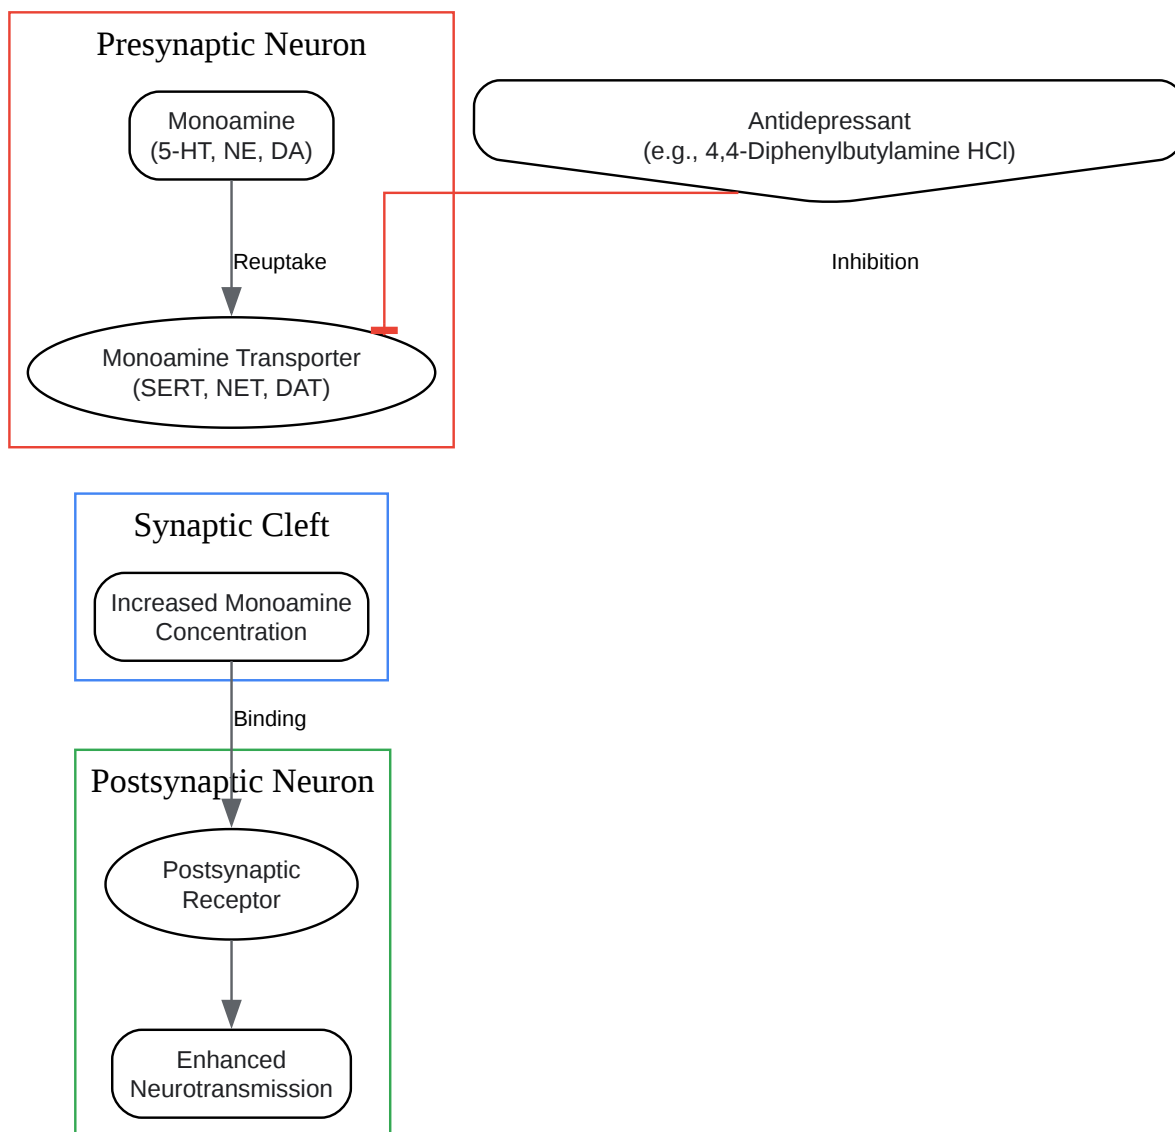 Presynaptic Neuron
Monoamine
(5-HT, NE, DA)
Antidepressant
(e.g., 4,4-Diphenylbutylamine HCl)
Reuptake
Inhibition
Monoamine Transporter
(SERT, NET, DAT)
Synaptic Cleft
Increased Monoamine
Concentration
Binding
Postsynaptic Neuron
Postsynaptic
Receptor
Enhanced
Neurotransmission